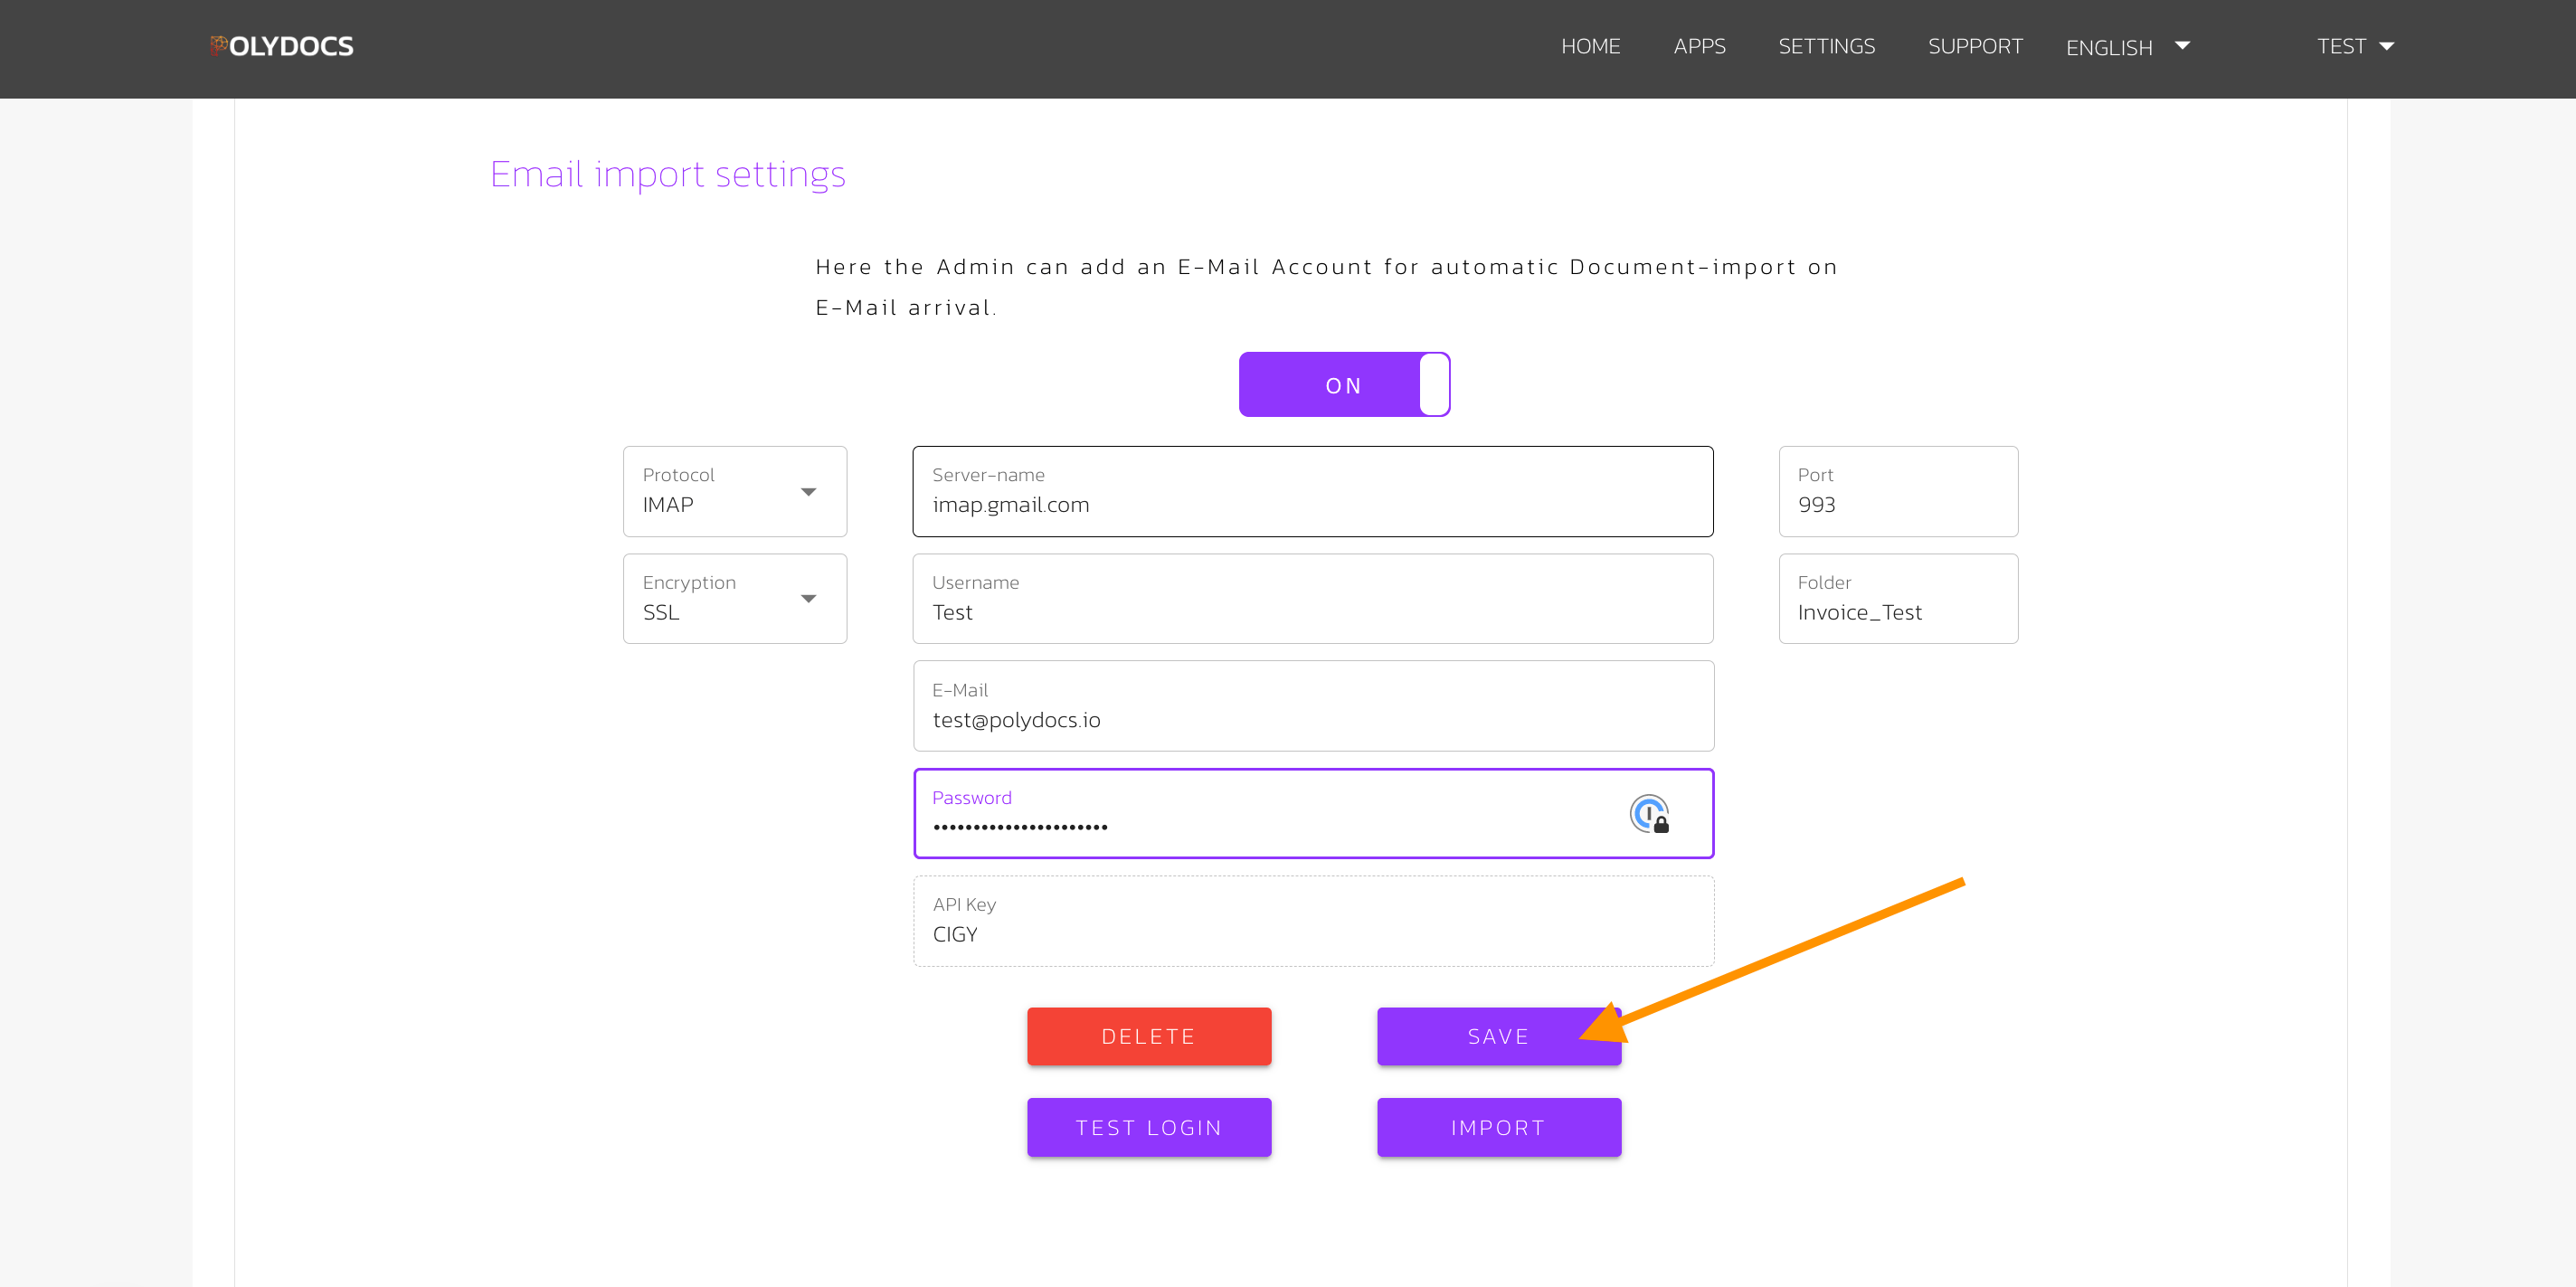 POLYDOCS
HOME
APPS
SETTINGS
SUPPORT
ENGLISH
TEST
Email import settings
Here the Admin can add an E-Mail Account for automatic Document-import on
E-Mail arrival.
ON
Protocol
IMAP
Server-name
imap.gmail.com
Port
993
Encryption
SSL
Username
Test
Folder
Invoice_Test
E-Mail
test@polydocs.io
Password
••••••••••••••••••••••
API Key
CIGY
DELETE
SAVE
TEST LOGIN
IMPORT